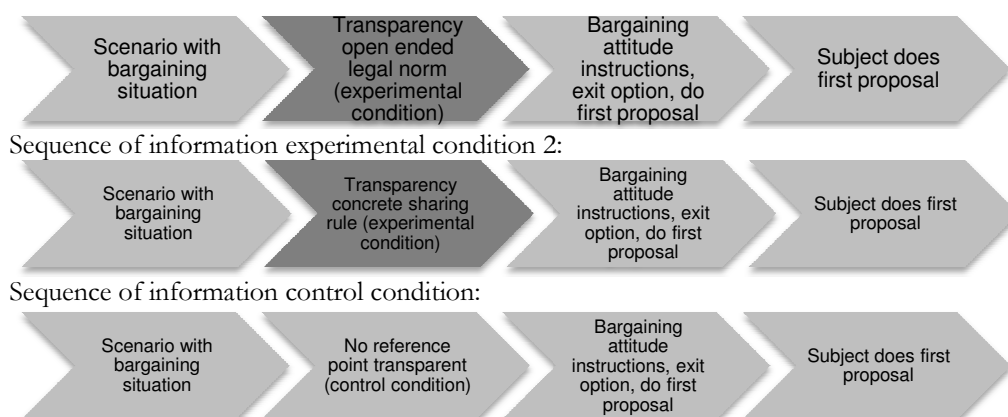 Scenario with
bargaining
situation
Transparency
open ended
legal norm
(experimental
condition)
Bargaining
attitude
instructions,
exit option, do
first proposal
Subject does
first proposal
Sequence of information experimental condition 2:
Scenario with
bargaining
situation
Transparency
concrete sharing
rule (experimental
condition)
Bargaining
attitude
instructions, exit
option, do first
proposal
Subject does first
proposal
Sequence of information control condition:
Scenario with
bargaining
situation
No reference
point transparent
(control condition)
Bargaining
attitude
instructions, exit
option, do first
proposal
Subject does first
proposal